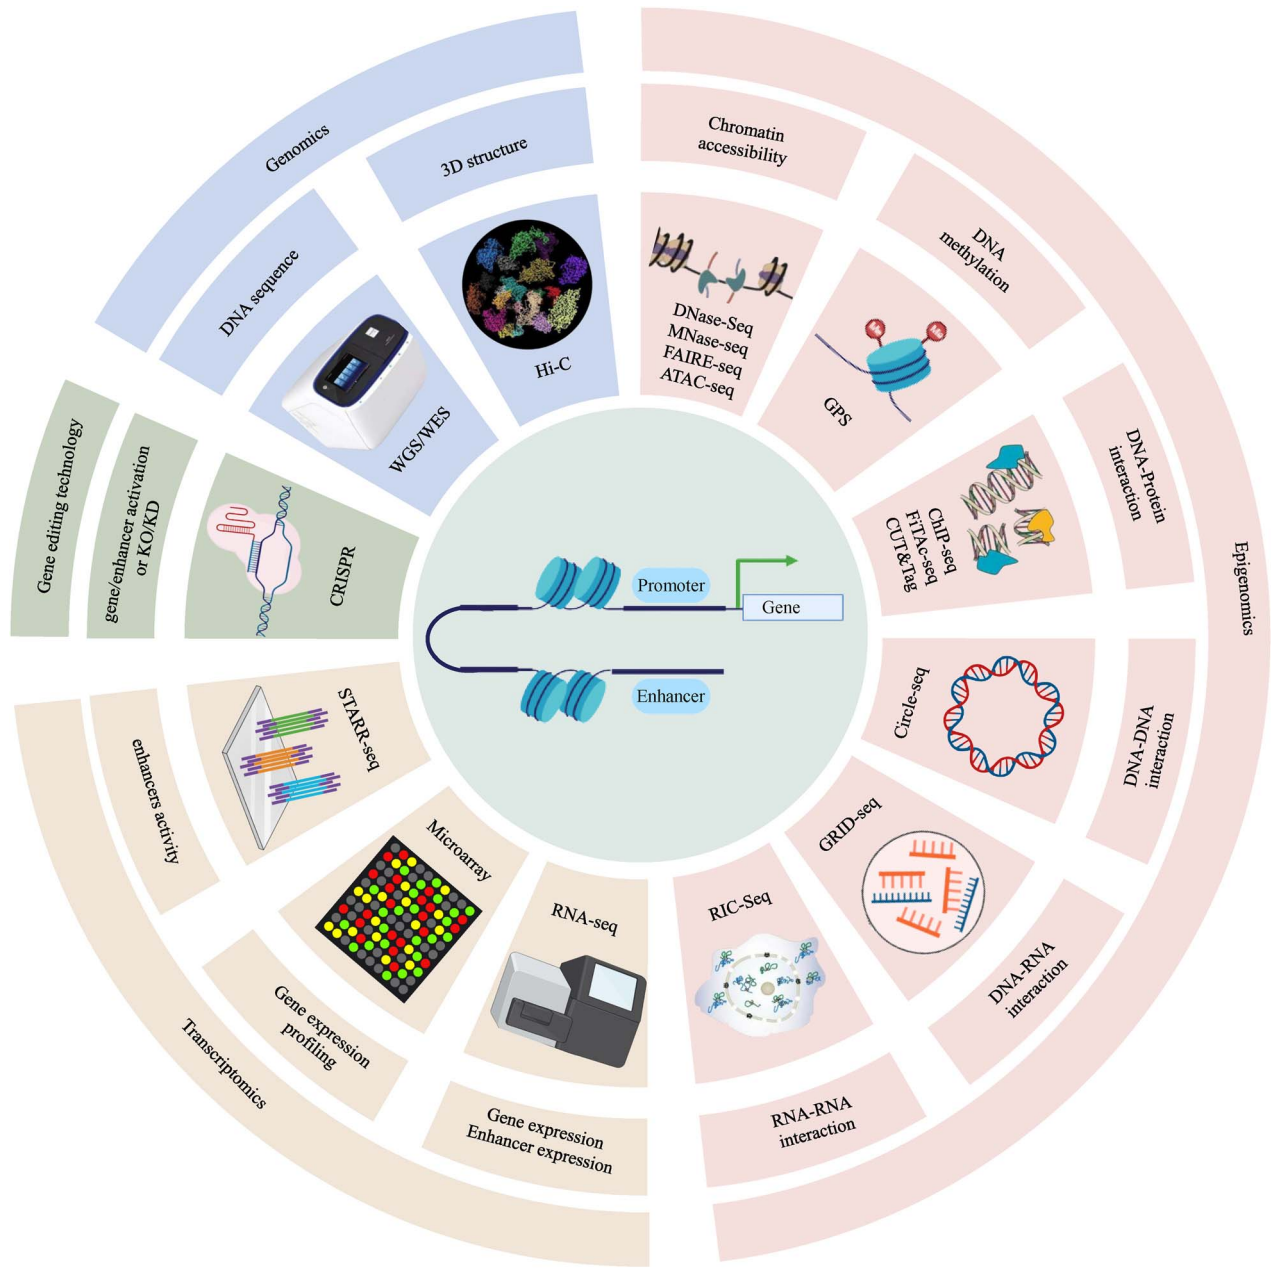 Genomics
3D structure
Hi-C
DNA sequence
WGS/WES
Chromatin
accessibility
DNase-Seq
MNase-seq
FAIRE-seq
ATAC-seq
DNA
methylation
Me
Me
GPS
DNA-Protein
interaction
ChIP-seq
FiTAc-seq
CUT&Tag
Epigenomics
Circle-seq
DNA-DNA
interaction
GRID-seq
DNA-RNA
interaction
RIC-Seq
RNA-RNA
interaction
Gene editing technology
gene/enhancer activation
or KO/KD
CRISPR
Promoter
Gene
Enhancer
STARR-seq
enhancers activity
Microarray
Gene expression
profiling
Transcriptomics
RNA-seq
Gene expression
Enhancer expression